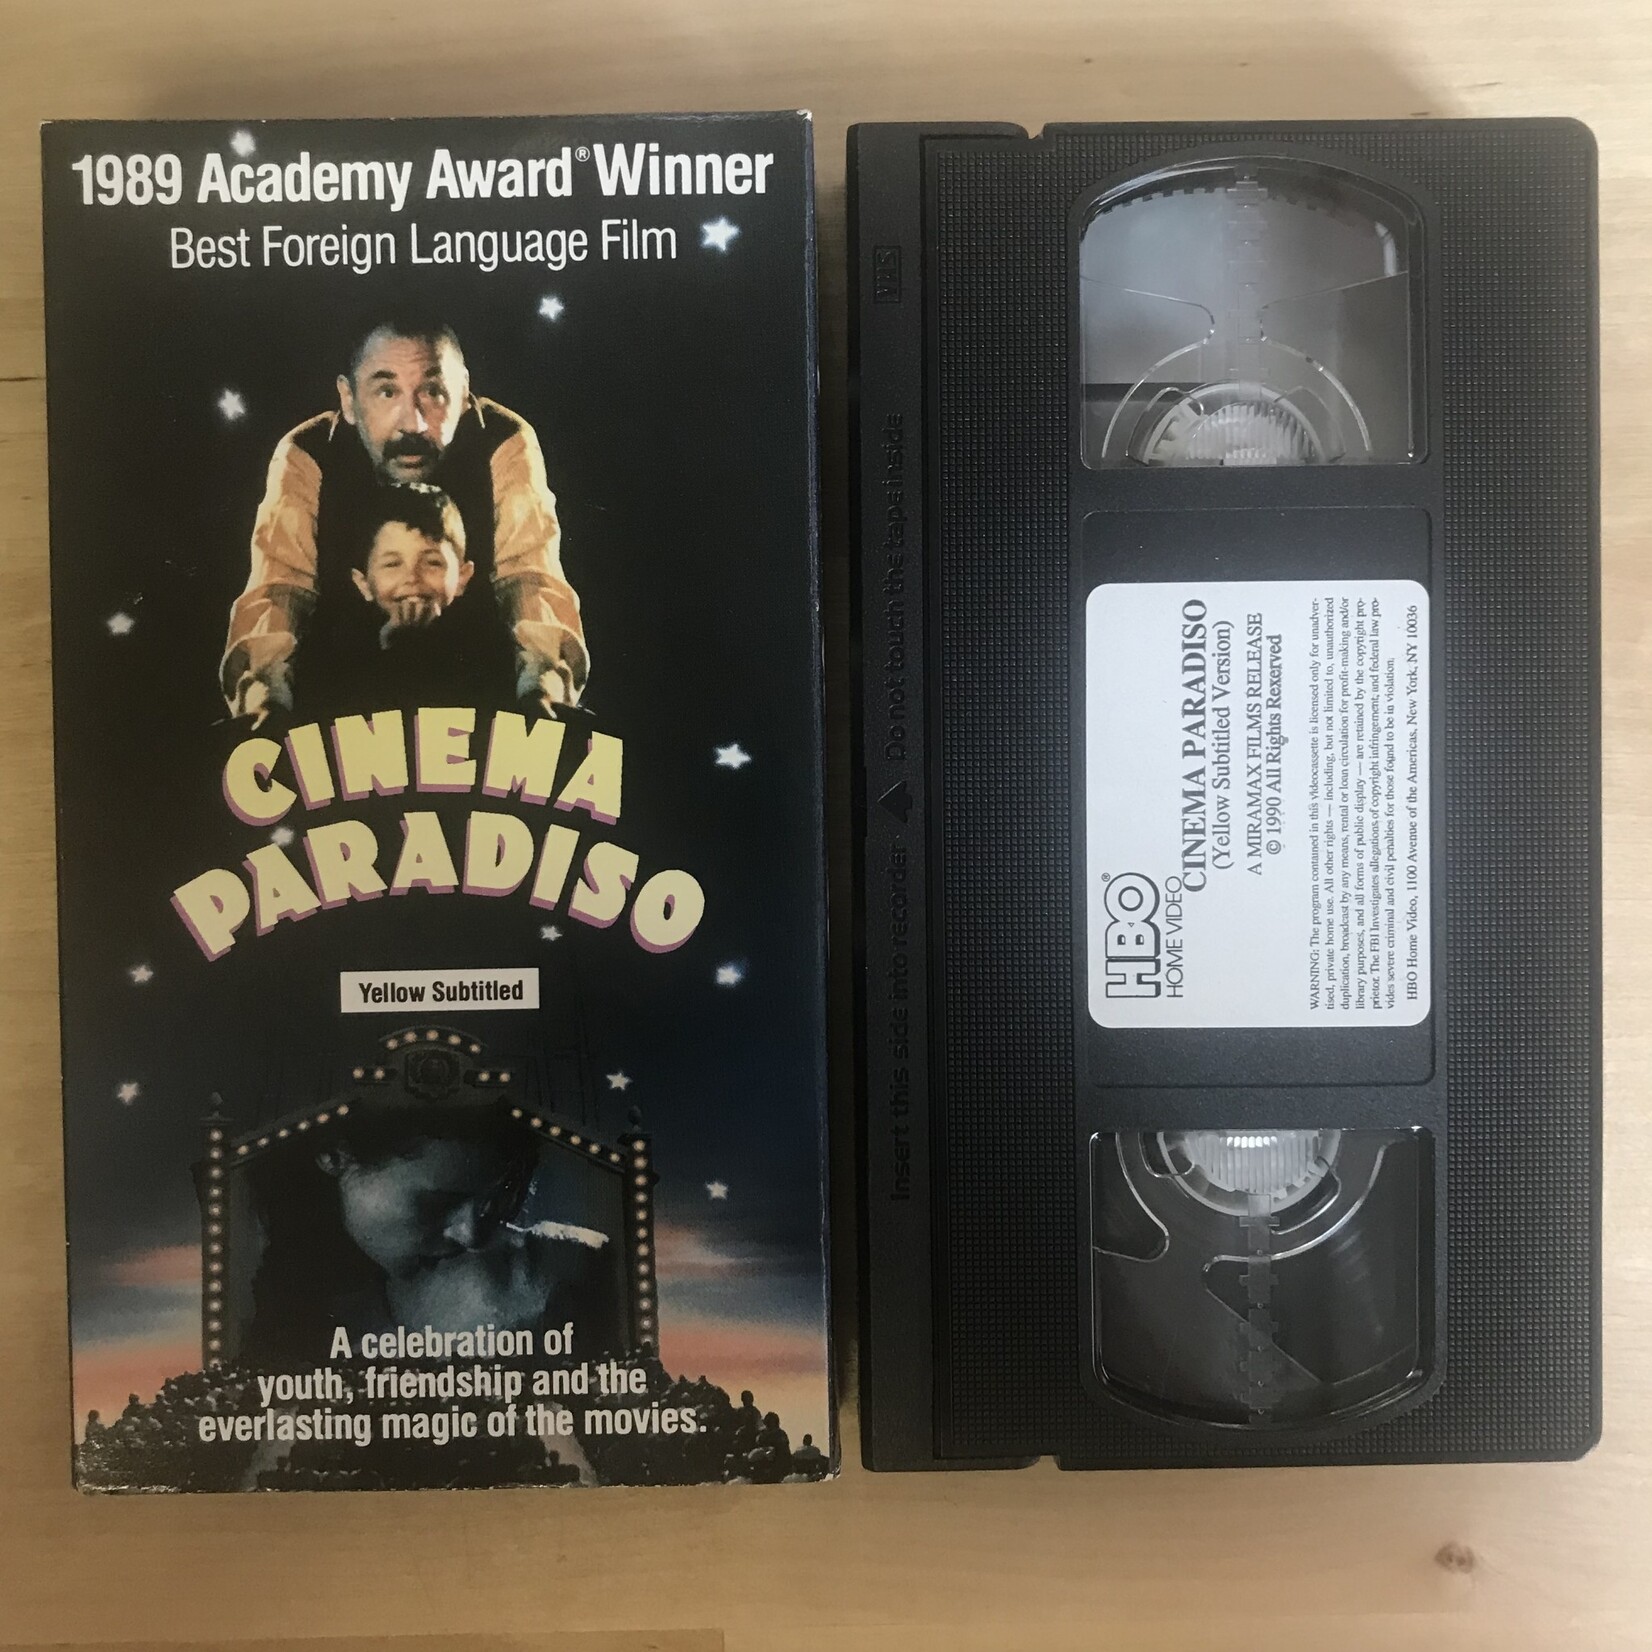 1989 Academy Award® Winner
Best Foreign Language Film
CINEMA
PARADISO
Yellow Subtitled
A celebration of
youth, friendship and the
everlasting magic of the movies.
VHS
Insert this side into recorder ▲ Do not touch the tape inside
HBO®
HOME VIDEO
CINEMA PARADISO
(Yellow Subtitled Version)
A MIRAMAX FILMS RELEASE
© 1990 All Rights Rexerved
WARNING: The program contained in this videocassette is licensed only for unadver-
tised, private home use. All other rights — including, but not limited to, unauthorized
duplication, broadcast by any means, rental or loan circulation for profit-making and/or
library purposes, and all forms of public display — are retained by the copyright pro-
prietor. The FBI Investigates allegations of copyright infringement, and federal law pro-
vides severe criminal and civil penalties for those found to be in violation.
HBO Home Video, 1100 Avenue of the Americas, New York, NY 10036